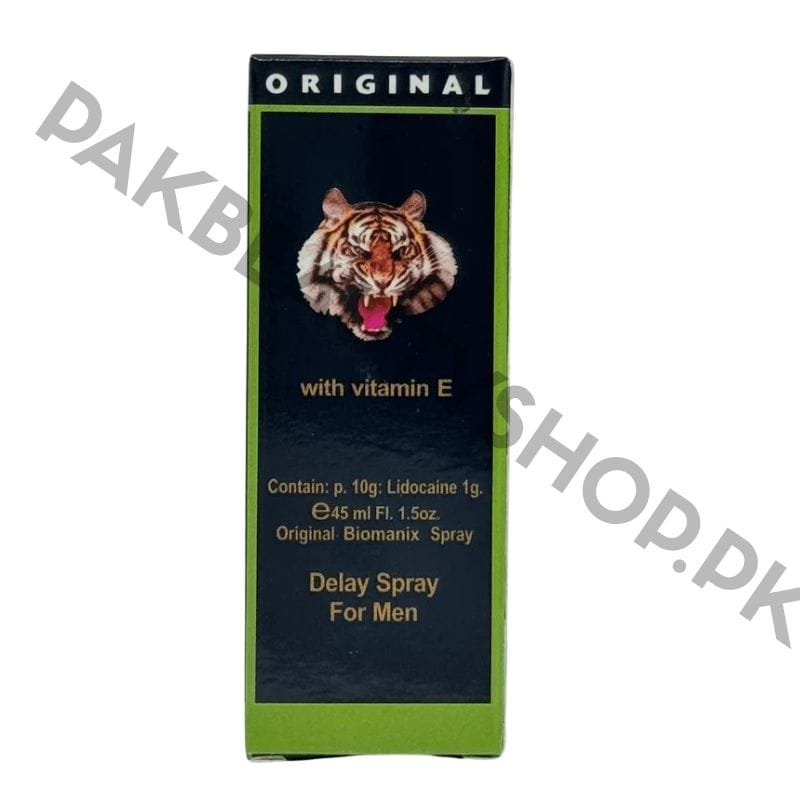 ORIGINAL
with vitamin E
Contain: p. 10g: Lidocaine 1g.
℮45 ml Fl. 1.5oz.
Original Biomanix Spray
Delay Spray
For Men
SHOP.PK